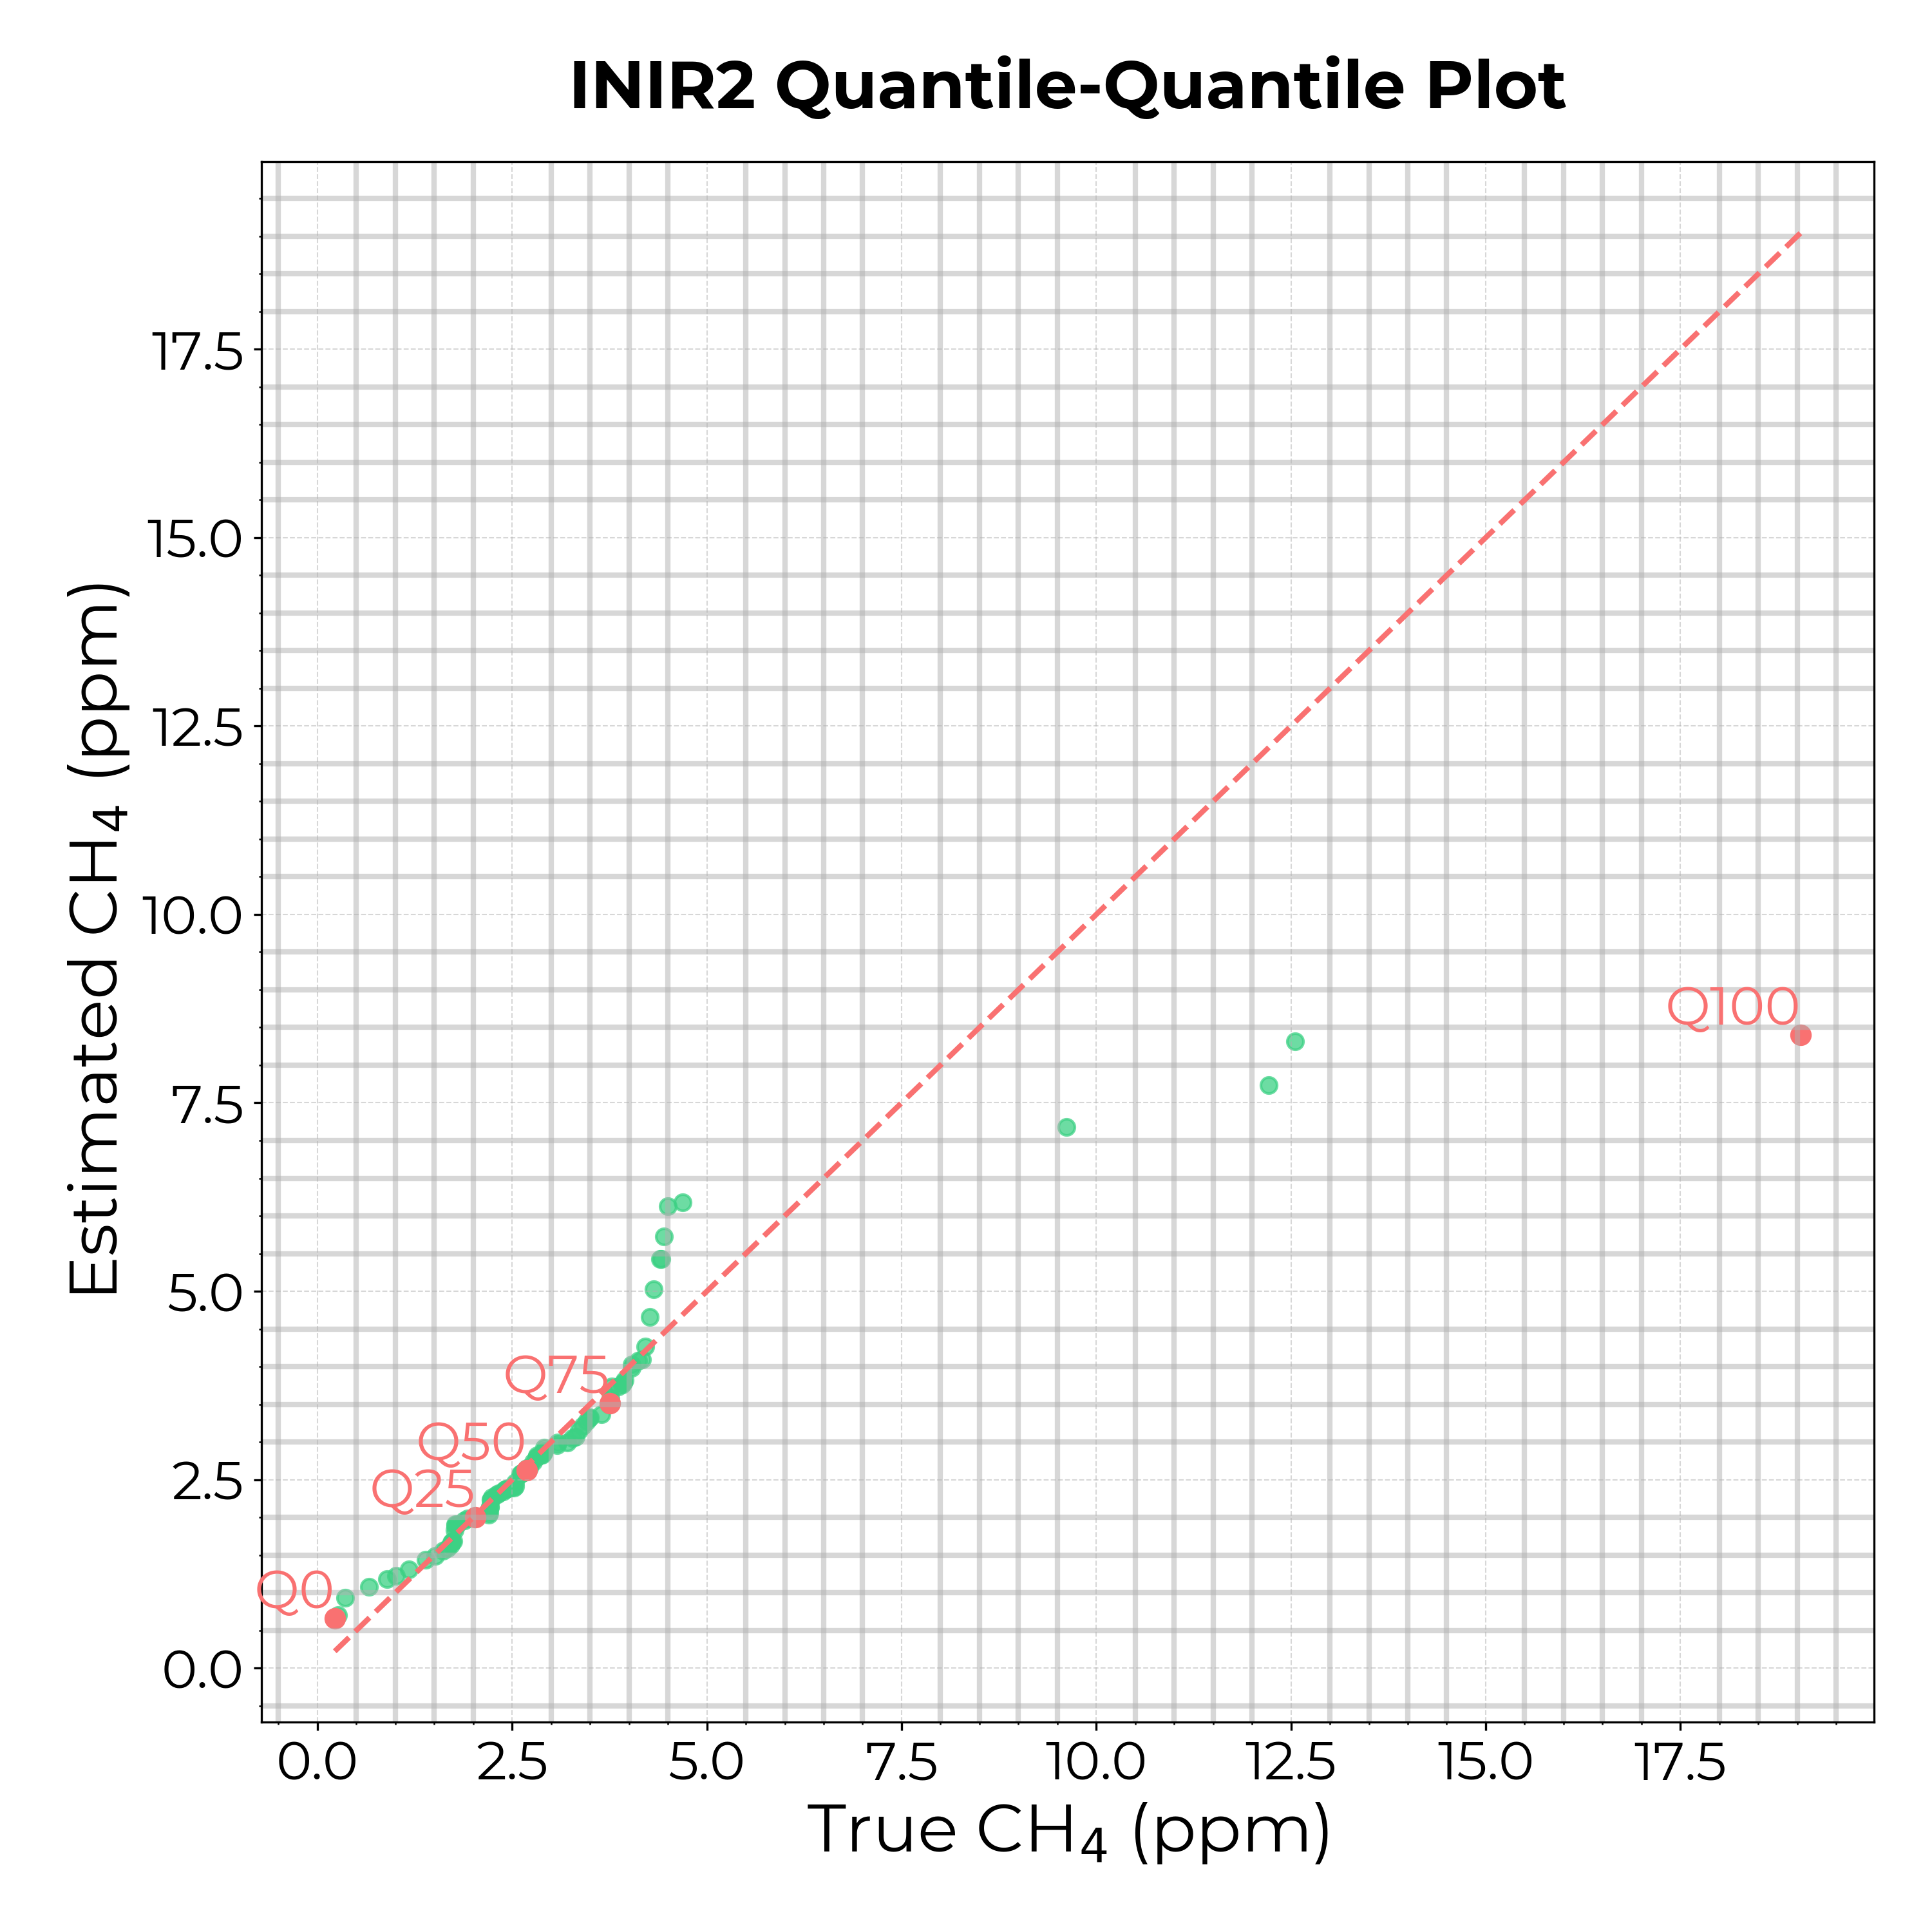 INIR2 Quantile-Quantile Plot
Estimated CH₄ (ppm)
17.5
15.0
12.5
10.0
7.5
5.0
2.5
0.0
Q100
Q75
Q50
Q25
Q0
0.0 2.5 5.0 7.5 10.0 12.5 15.0 17.5
True CH₄ (ppm)